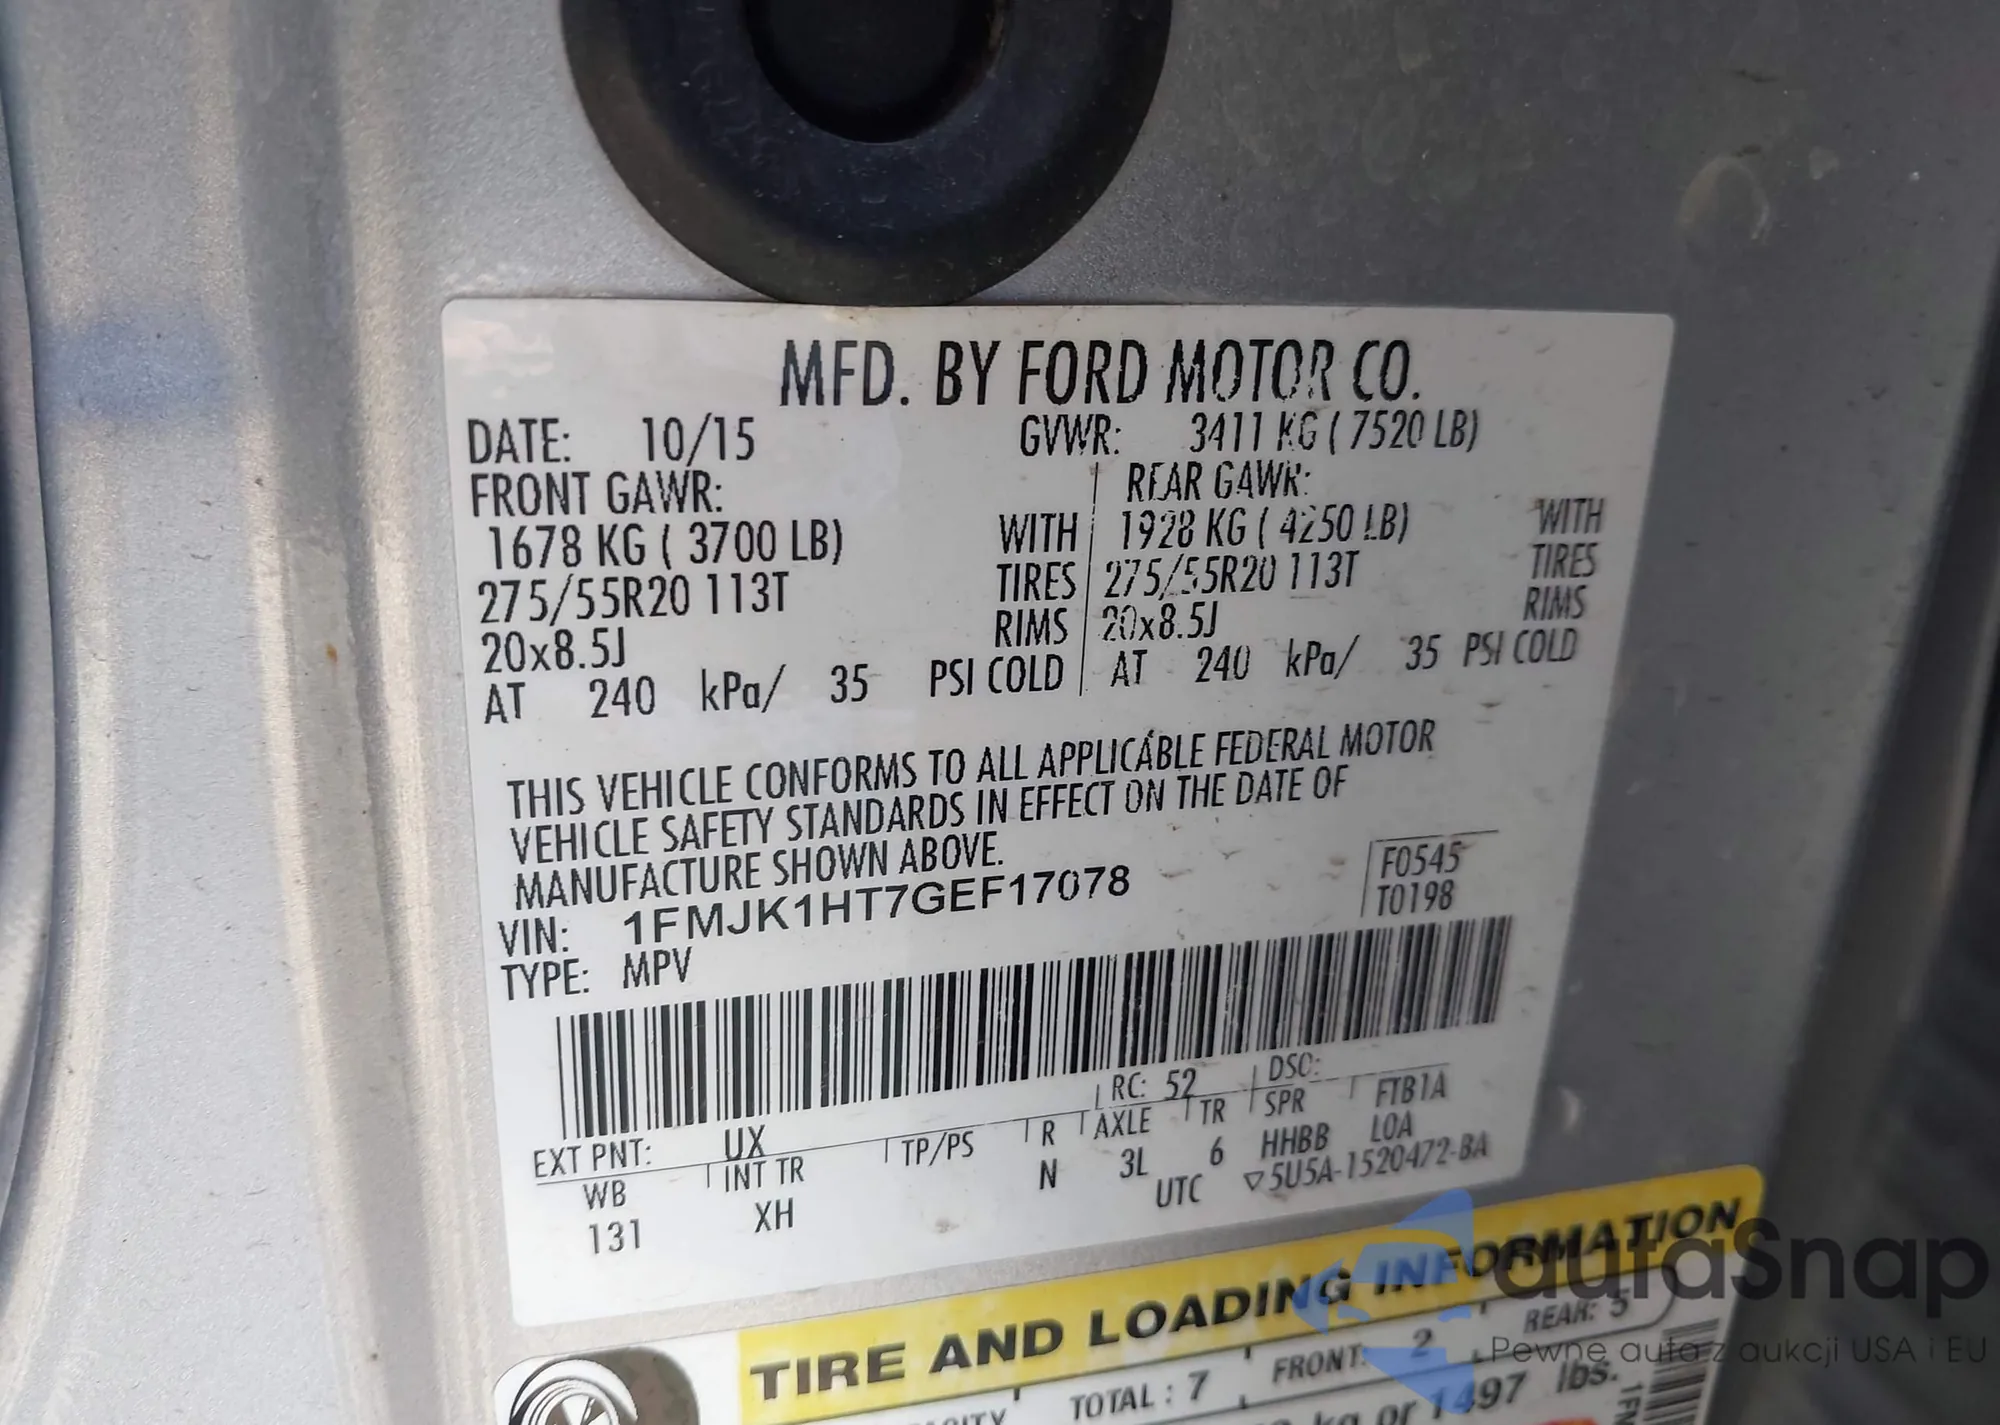 MFD. BY FORD MOTOR CO.
DATE: 10/15 GVWR: 3411 KG ( 7520 LB)
FRONT GAWR: REAR GAWR:
1678 KG ( 3700 LB) WITH 1928 KG ( 4250 LB) WITH
275/55R20 113T TIRES 275/55R20 113T TIRES
20x8.5J RIMS 20x8.5J RIMS
AT 240 kPa/ 35 PSI COLD AT 240 kPa/ 35 PSI COLD
THIS VEHICLE CONFORMS TO ALL APPLICABLE FEDERAL MOTOR
VEHICLE SAFETY STANDARDS IN EFFECT ON THE DATE OF
MANUFACTURE SHOWN ABOVE.
F0545
T0198
VIN: 1FMJK1HT7GEF17078
TYPE: MPV
EXT PNT: UX RC: 52 DSO:
WB INT TR TP/PS R AXLE TR SPR FTB1A
131 XH N 3L 6 HHBB LOA
UTC ▽5U5A-1520472-BA
TIRE AND LOADING INFORMATION
TOTAL : 7 FRONT: 2 REAR: 5
kg or 1497 lbs.
autaSnap
Pewne auta z aukcji USA i EU